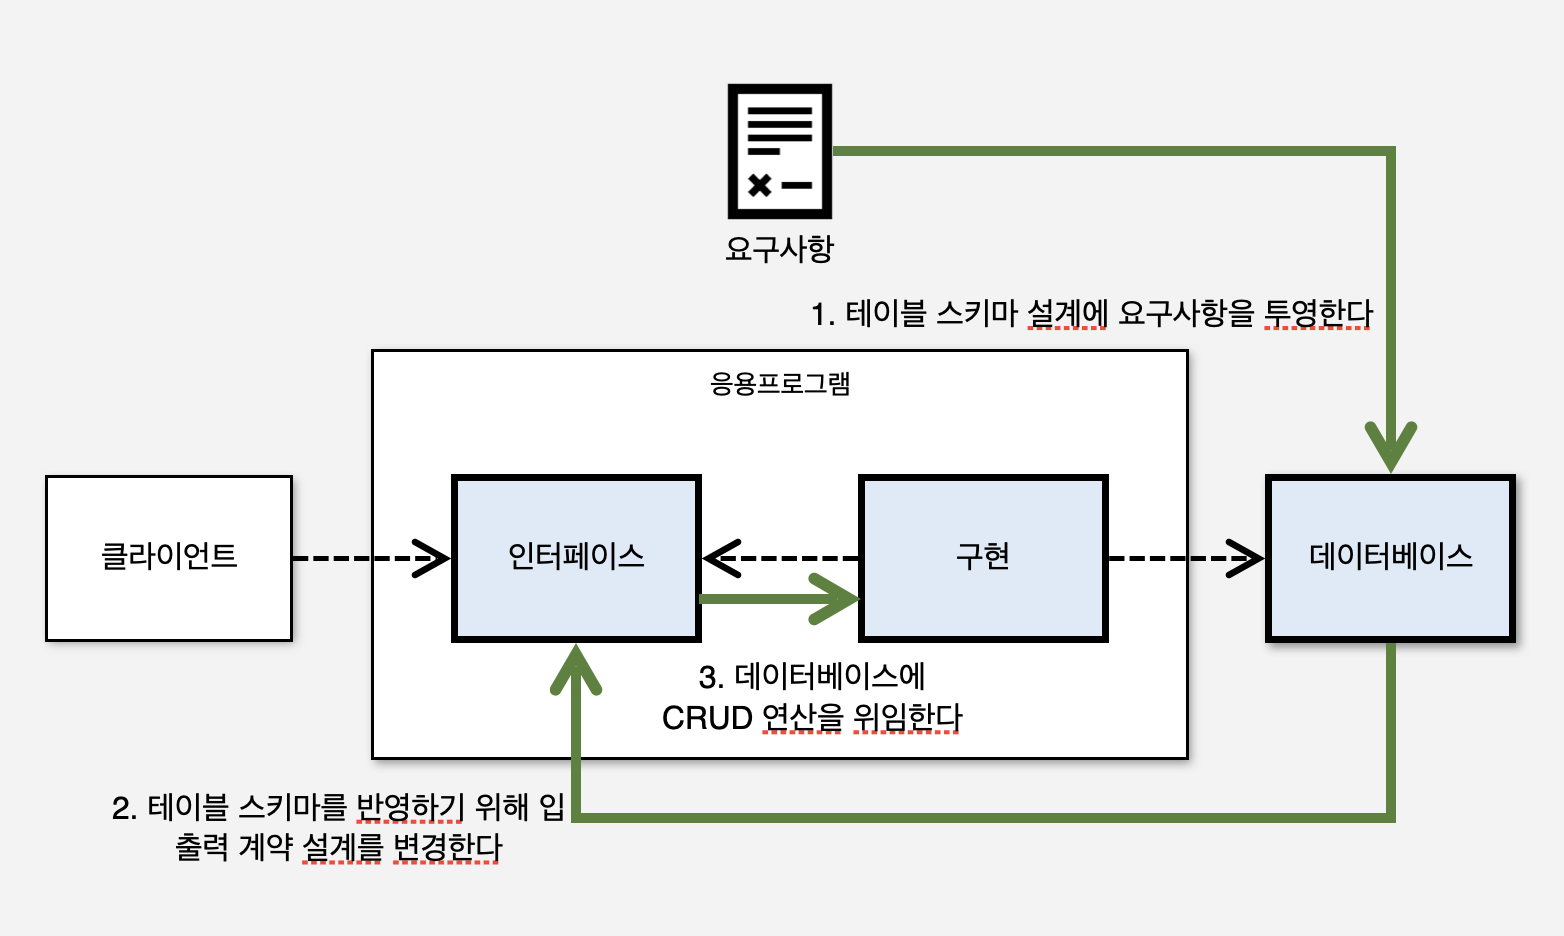 요구사항
1. 테이블 스키마 설계에 요구사항을 투영한다
응용프로그램
클라이언트
인터페이스
구현
데이터베이스
3. 데이터베이스에
CRUD 연산을 위임한다
2. 테이블 스키마를 반영하기 위해 입
출력 계약 설계를 변경한다